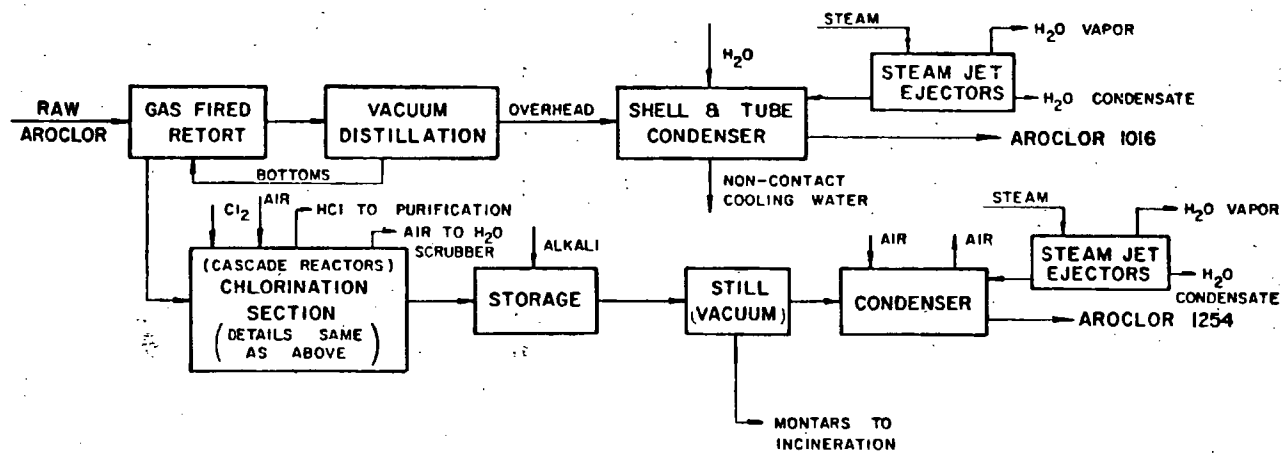 STEAM
H2O VAPOR
H2O
STEAM JET
EJECTORS
H2O CONDENSATE
RAW
AROCLOR
GAS FIRED
RETORT
VACUUM
DISTILLATION
OVERHEAD
SHELL & TUBE
CONDENSER
AROCLOR 1016
BOTTOMS
NON-CONTACT
COOLING WATER
Cl2
AIR
HCl TO PURIFICATION
AIR TO H2O
SCRUBBER
(CASCADE REACTORS)
CHLORINATION
SECTION
(DETAILS SAME
AS ABOVE)
ALKALI
STORAGE
STILL
(VACUUM)
AIR
AIR
CONDENSER
STEAM
H2O VAPOR
STEAM JET
EJECTORS
H2O
CONDENSATE
AROCLOR 1254
MONTARS TO
INCINERATION